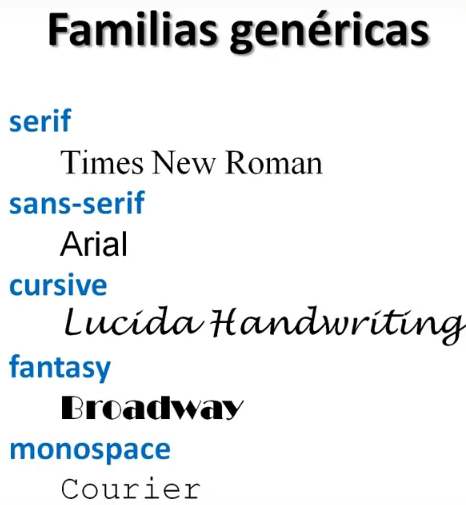 Familias genéricas
serif
Times New Roman
sans-serif
Arial
cursive
Lucida Handwriting
fantasy
Broadway
monospace
Courier